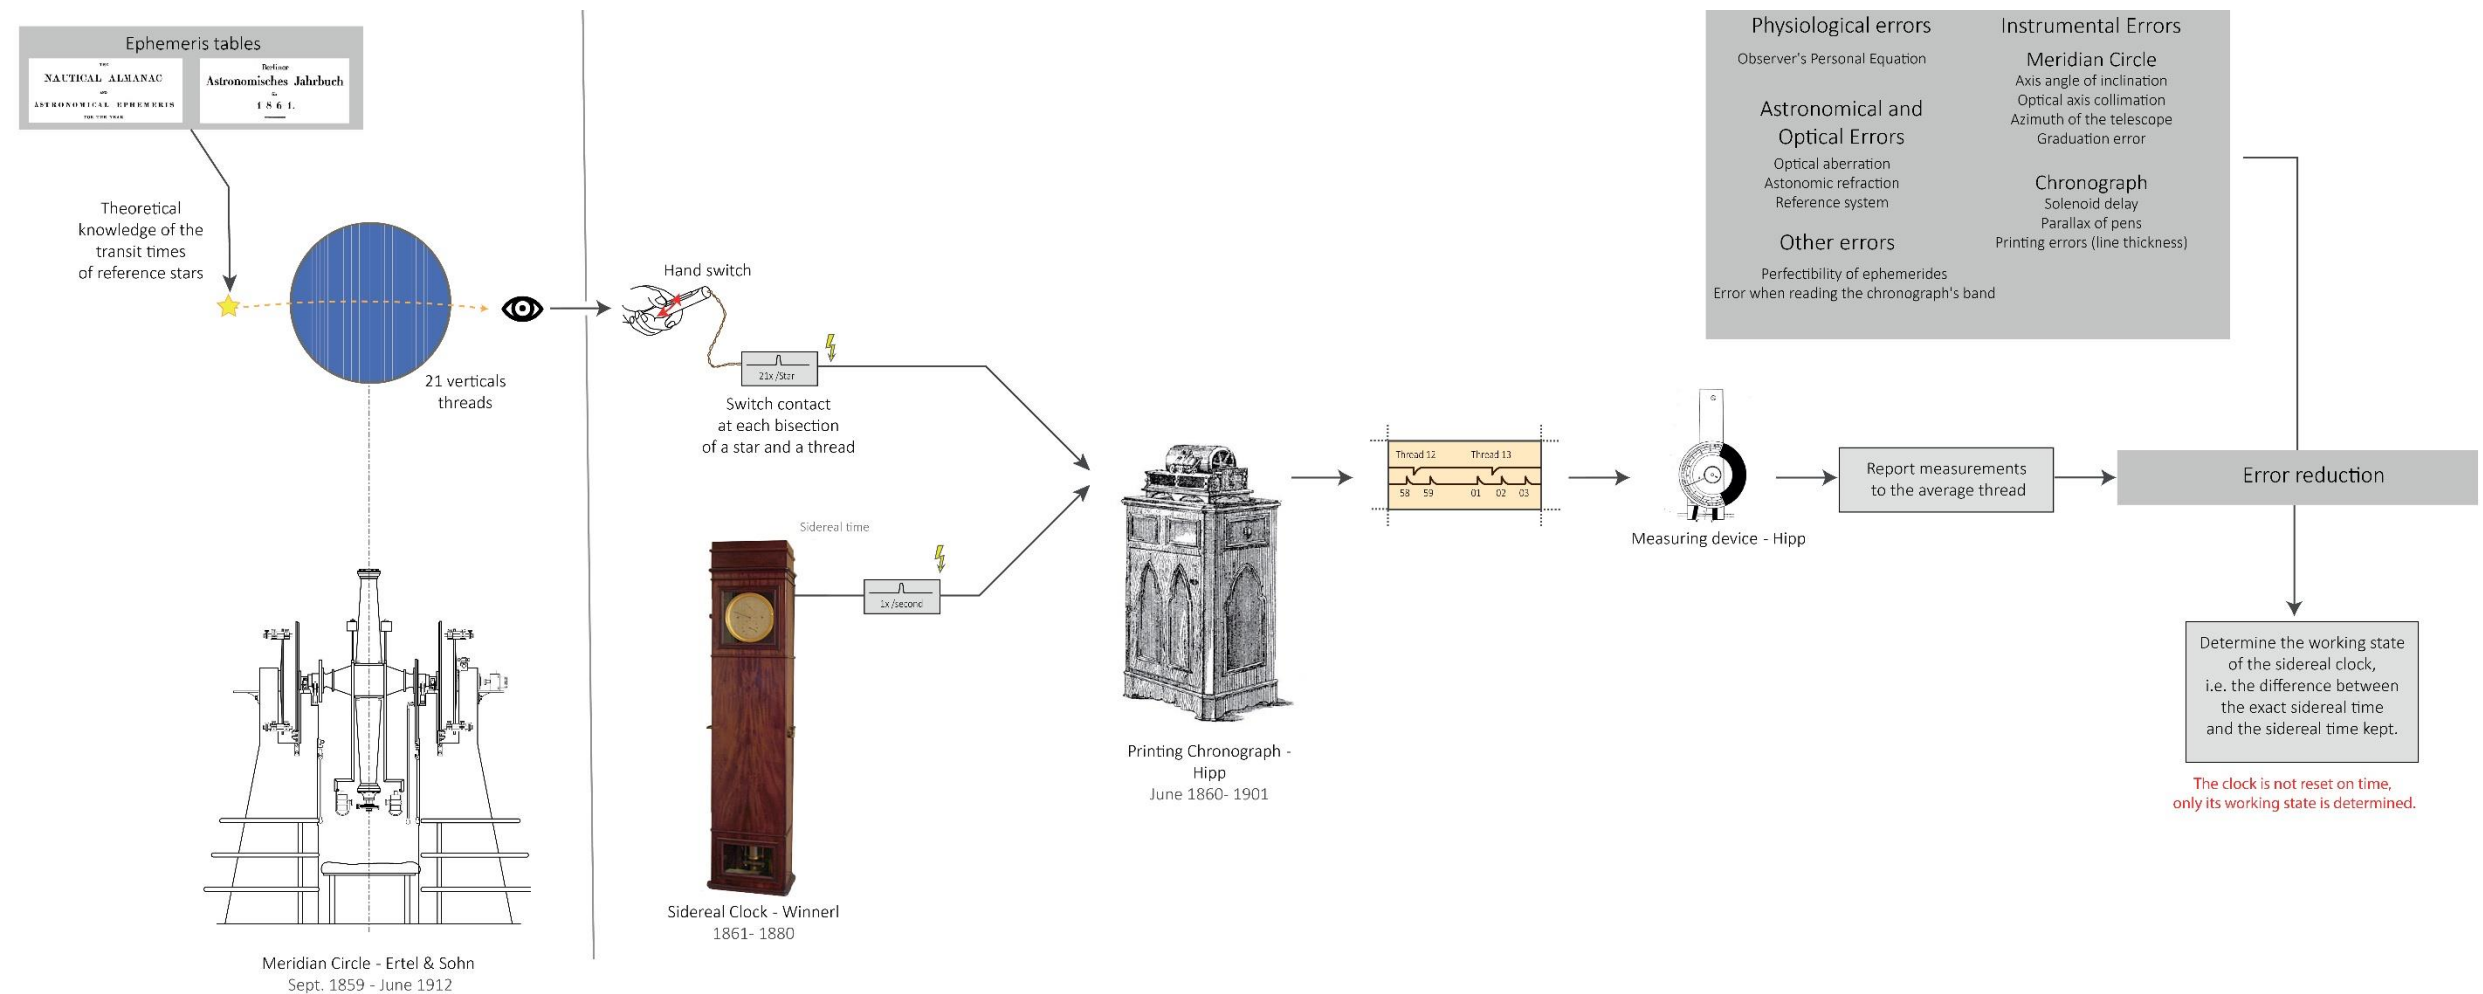 Ephemeris tables
THE
NAUTICAL ALMANAC
AND
ASTRONOMICAL EPHEMERIS
FOR THE YEAR
Berliner
Astronomisches Jahrbuch
für
1861.
Theoretical
knowledge of the
transit times
of reference stars
21 verticals
threads
Meridian Circle - Ertel & Sohn
Sept. 1859 - June 1912
Hand switch
21x /Star
Switch contact
at each bisection
of a star and a thread
Sidereal time
1x /second
Sidereal Clock - Winnerl
1861- 1880
Printing Chronograph -
Hipp
June 1860- 1901
Thread 12 Thread 13
58 59 01 02 03
Measuring device - Hipp
Report measurements
to the average thread
Physiological errors
Observer's Personal Equation
Astronomical and
Optical Errors
Optical aberration
Astonomic refraction
Reference system
Other errors
Perfectibility of ephemerides
Error when reading the chronograph's band
Instrumental Errors
Meridian Circle
Axis angle of inclination
Optical axis collimation
Azimuth of the telescope
Graduation error
Chronograph
Solenoid delay
Parallax of pens
Printing errors (line thickness)
Error reduction
Determine the working state
of the sidereal clock,
i.e. the difference between
the exact sidereal time
and the sidereal time kept.
The clock is not reset on time,
only its working state is determined.